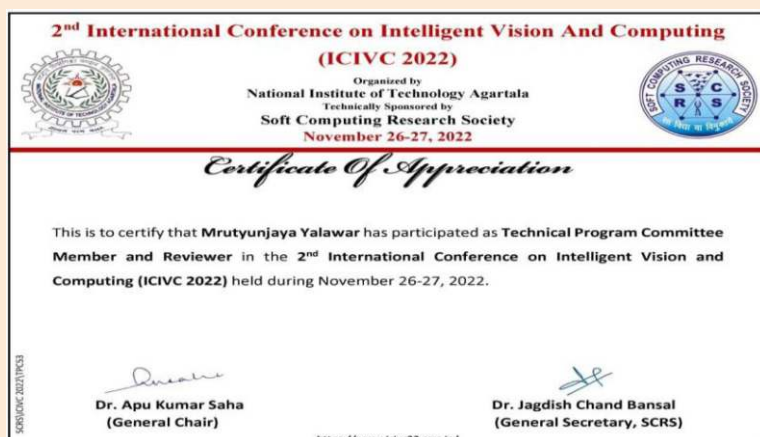 2nd International Conference on Intelligent Vision And Computing
(ICIVC 2022)
Organized by
National Institute of Technology Agartala
Technically Sponsored by
Soft Computing Research Society
November 26-27, 2022
SOFT COMPUTING RESEARCH SOCIETY
S C
R S
Certificate Of Appreciation
This is to certify that Mrutyunjaya Yalawar has participated as Technical Program Committee
Member and Reviewer in the 2nd International Conference on Intelligent Vision and
Computing (ICIVC 2022) held during November 26-27, 2022.
SCRS/ICIVC 2022/TPC53
Dr. Apu Kumar Saha
(General Chair)
Dr. Jagdish Chand Bansal
(General Secretary, SCRS)